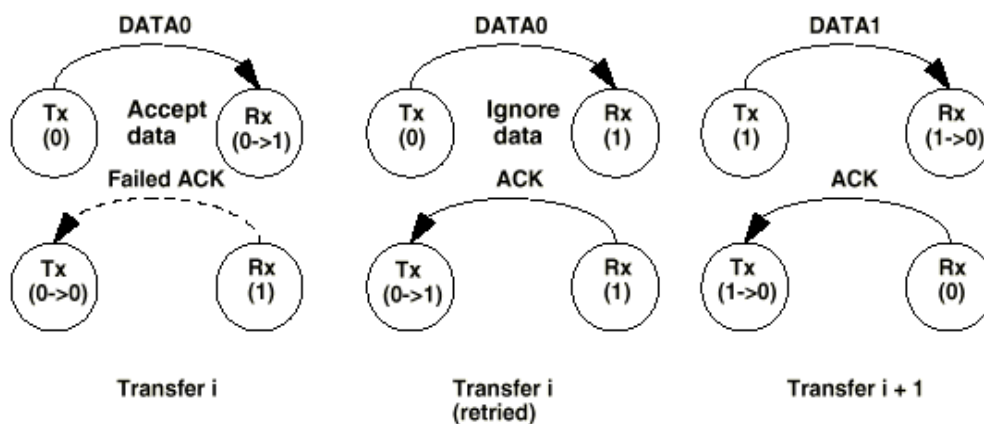 DATA0
Tx
(0)
Accept
data
Rx
(0->1)
Failed ACK
Tx
(0->0)
Rx
(1)
Transfer i
DATA0
Tx
(0)
Ignore
data
Rx
(1)
ACK
Tx
(0->1)
Rx
(1)
Transfer i
(retried)
DATA1
Tx
(1)
Rx
(1->0)
ACK
Tx
(1->0)
Rx
(0)
Transfer i + 1